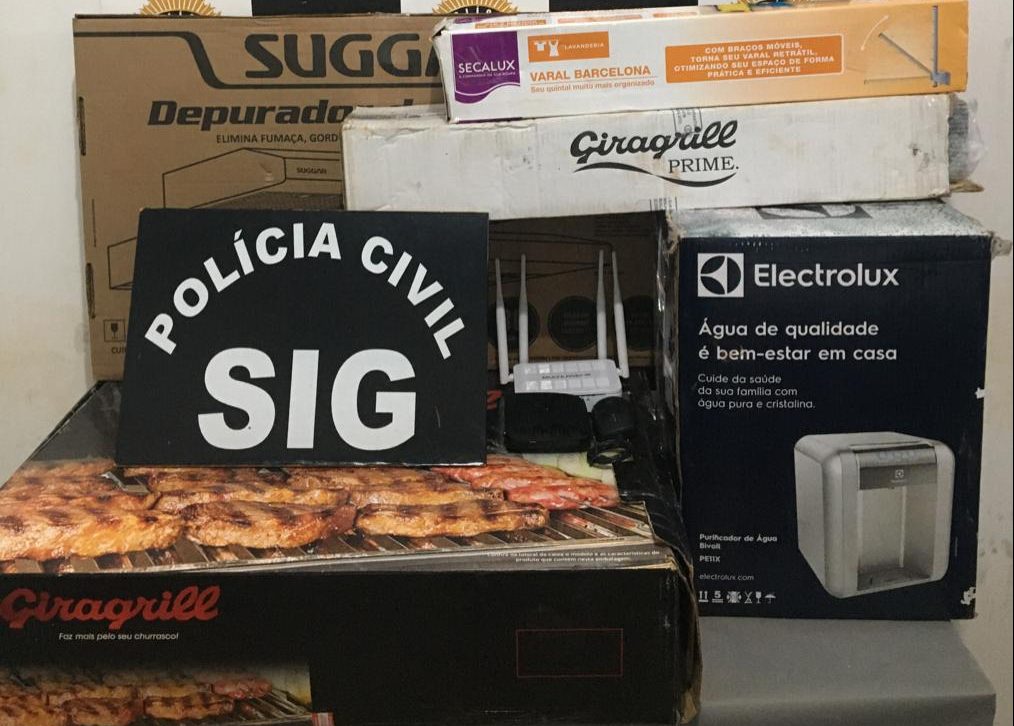 SUGG
Depurado
ELIMINA FUMAÇA, GORD
SUGGAR
SECALUX
LAVANDERIA
VARAL BARCELONA
Seu quintal muito mais organizado
COM BRAÇOS MÓVEIS,
TORNA SEU VARAL RETRÁTIL,
OTIMIZANDO SEU ESPAÇO DE FORMA
PRÁTICA E EFICIENTE
Giragrill
PRIME.
POLÍCIA CIVIL
SIG
Electrolux
Água de qualidade
é bem-estar em casa
Cuide da saúde
da sua família com
água pura e cristalina.
Purificador de Água
Bivolt
PE11X
electrolux.com
Giragrill
Faz mais pelo seu churrasco!